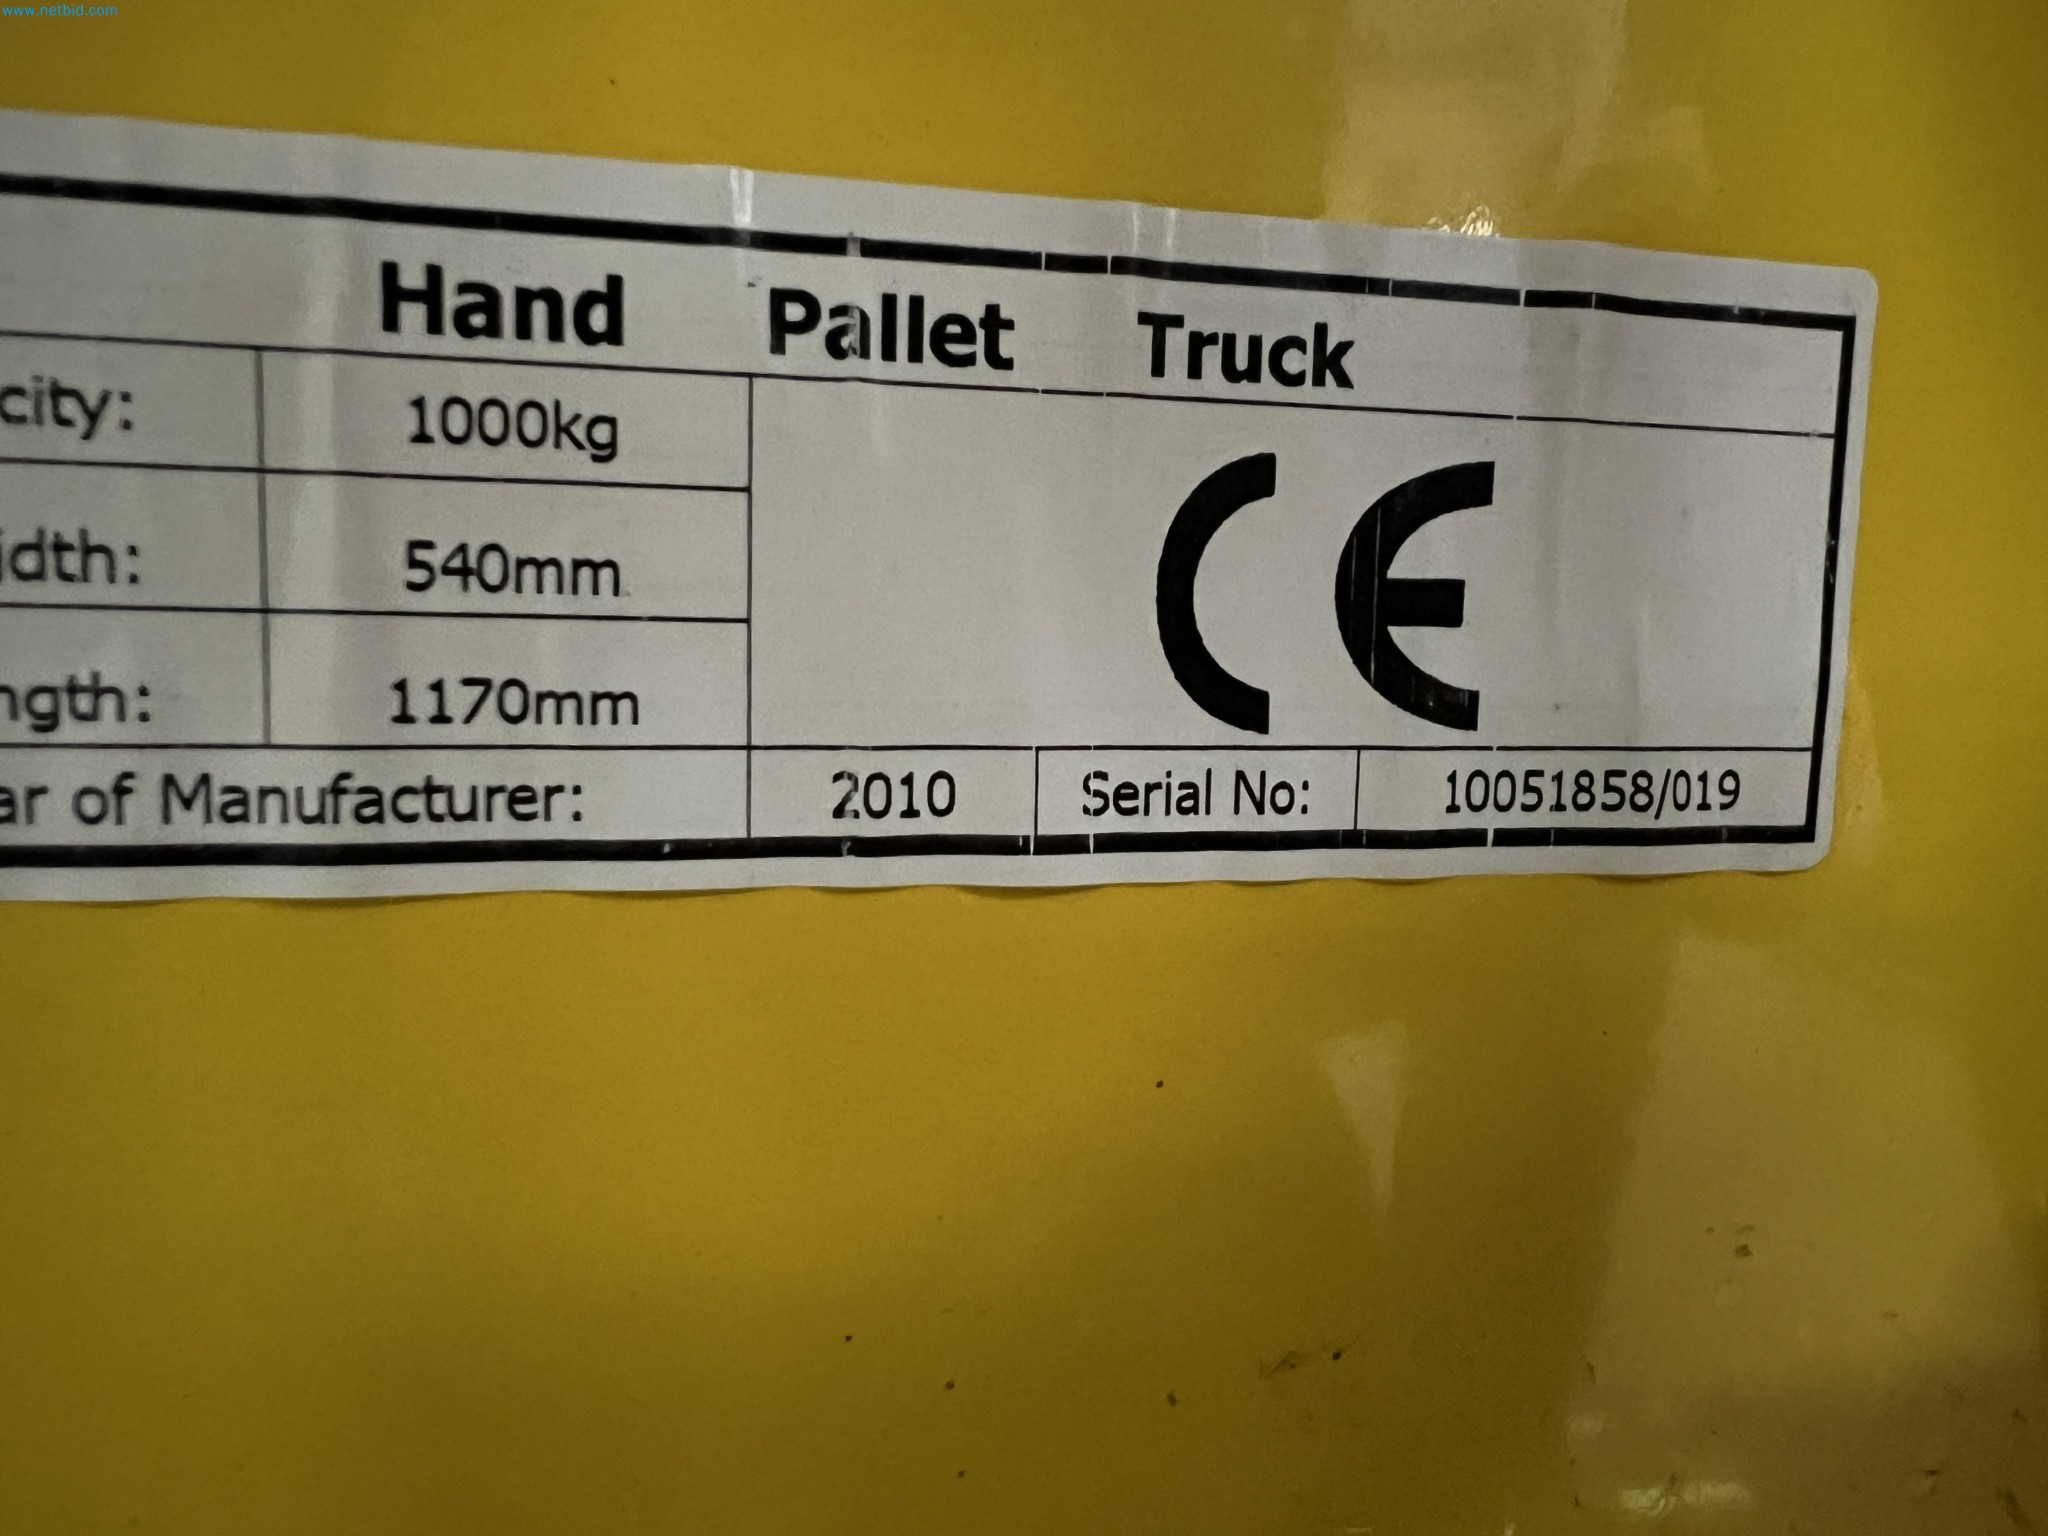 www.netbid.com
Hand Pallet Truck
city: 1000kg
idth: 540mm
CE
ngth: 1170mm
ar of Manufacturer: 2010 Serial No: 10051858/019